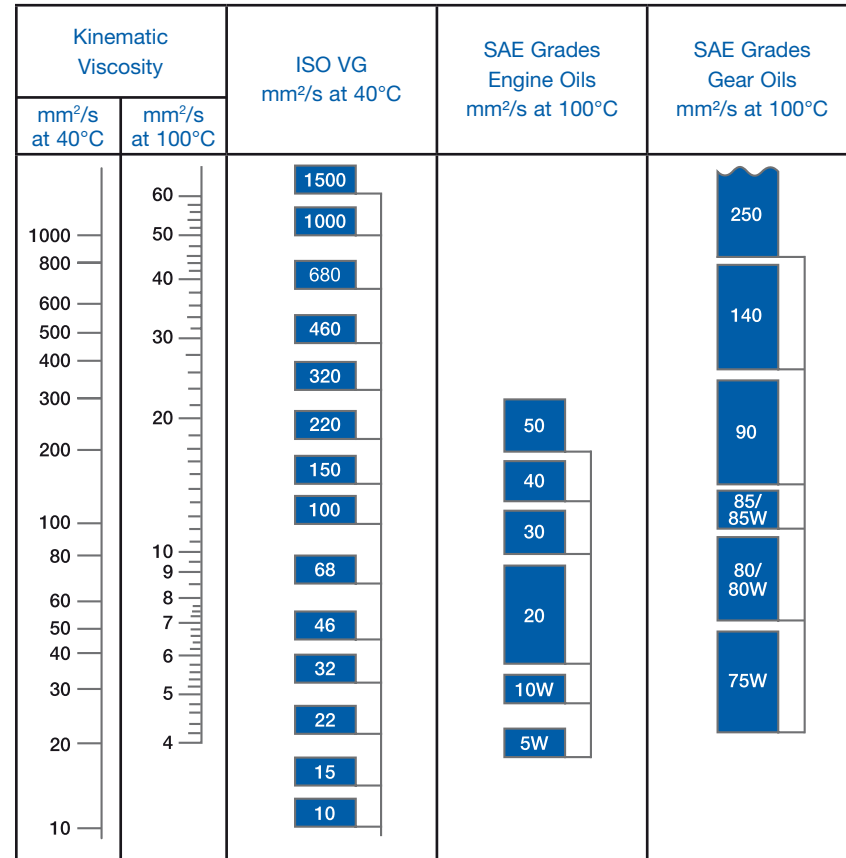 Kinematic
Viscosity
mm²/s
at 40°C
mm²/s
at 100°C
ISO VG
mm²/s at 40°C
SAE Grades
Engine Oils
mm²/s at 100°C
SAE Grades
Gear Oils
mm²/s at 100°C
1000
800
600
500
400
300
200
100
80
60
50
40
30
20
10
60
50
40
30
20
10
9
8
7
6
5
4
1500
1000
680
460
320
220
150
100
68
46
32
22
15
10
50
40
30
20
10W
5W
250
140
90
85/
85W
80/
80W
75W